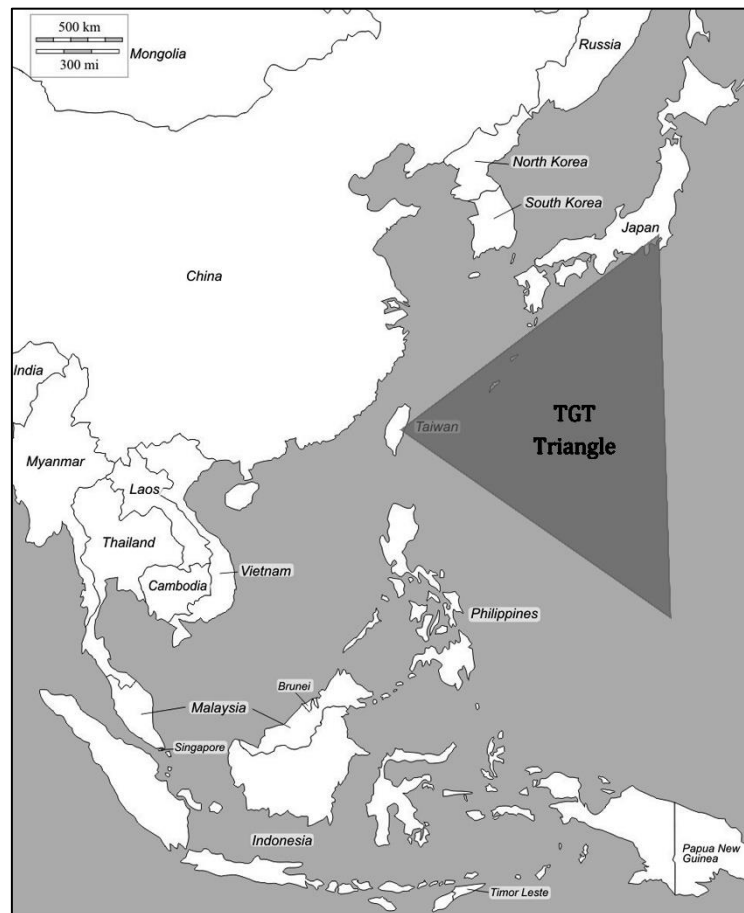 500 km
300 mi
Mongolia
Russia
North Korea
South Korea
Japan
China
India
Taiwan
TGT
Triangle
Myanmar
Laos
Thailand
Vietnam
Cambodia
Philippines
Brunei
Malaysia
Singapore
Indonesia
Papua New
Guinea
Timor Leste